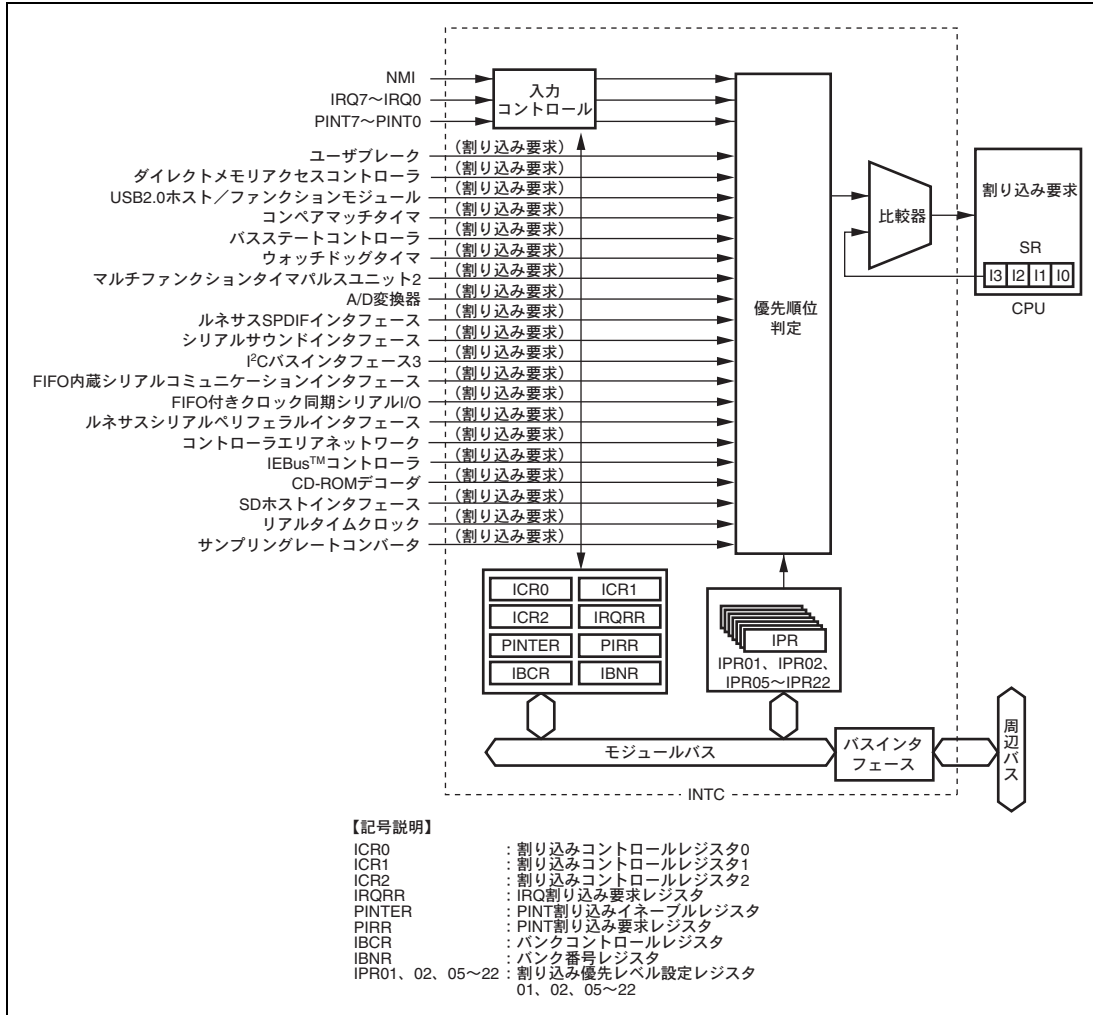 NMI
IRQ7～IRQ0
PINT7～PINT0
入力
コントロール
ユーザブレーク
（割り込み要求）
ダイレクトメモリアクセスコントローラ
（割り込み要求）
USB2.0ホスト／ファンクションモジュール
（割り込み要求）
コンペアマッチタイマ
（割り込み要求）
バスステートコントローラ
（割り込み要求）
ウォッチドッグタイマ
（割り込み要求）
マルチファンクションタイマパルスユニット2
（割り込み要求）
A/D変換器
（割り込み要求）
ルネサスSPDIFインタフェース
（割り込み要求）
シリアルサウンドインタフェース
（割り込み要求）
I²Cバスインタフェース3
（割り込み要求）
FIFO内蔵シリアルコミュニケーションインタフェース
（割り込み要求）
FIFO付きクロック同期シリアルI/O
（割り込み要求）
ルネサスシリアルペリフェラルインタフェース
（割り込み要求）
コントローラエリアネットワーク
（割り込み要求）
IEBus™コントローラ
（割り込み要求）
CD-ROMデコーダ
（割り込み要求）
SDホストインタフェース
（割り込み要求）
リアルタイムクロック
（割り込み要求）
サンプリングレートコンバータ
（割り込み要求）
優先順位
判定
比較器
割り込み要求
SR
I3 I2 I1 I0
CPU
ICR0 ICR1
ICR2 IRQRR
PINTER PIRR
IBCR IBNR
IPR
IPR01、IPR02、
IPR05～IPR22
モジュールバス
バスインタ
フェース
周辺バス
INTC
【記号説明】
ICR0 : 割り込みコントロールレジスタ0
ICR1 : 割り込みコントロールレジスタ1
ICR2 : 割り込みコントロールレジスタ2
IRQRR : IRQ割り込み要求レジスタ
PINTER : PINT割り込みイネーブルレジスタ
PIRR : PINT割り込み要求レジスタ
IBCR : バンクコントロールレジスタ
IBNR : バンク番号レジスタ
IPR01、02、05～22 : 割り込み優先レベル設定レジスタ
01、02、05～22